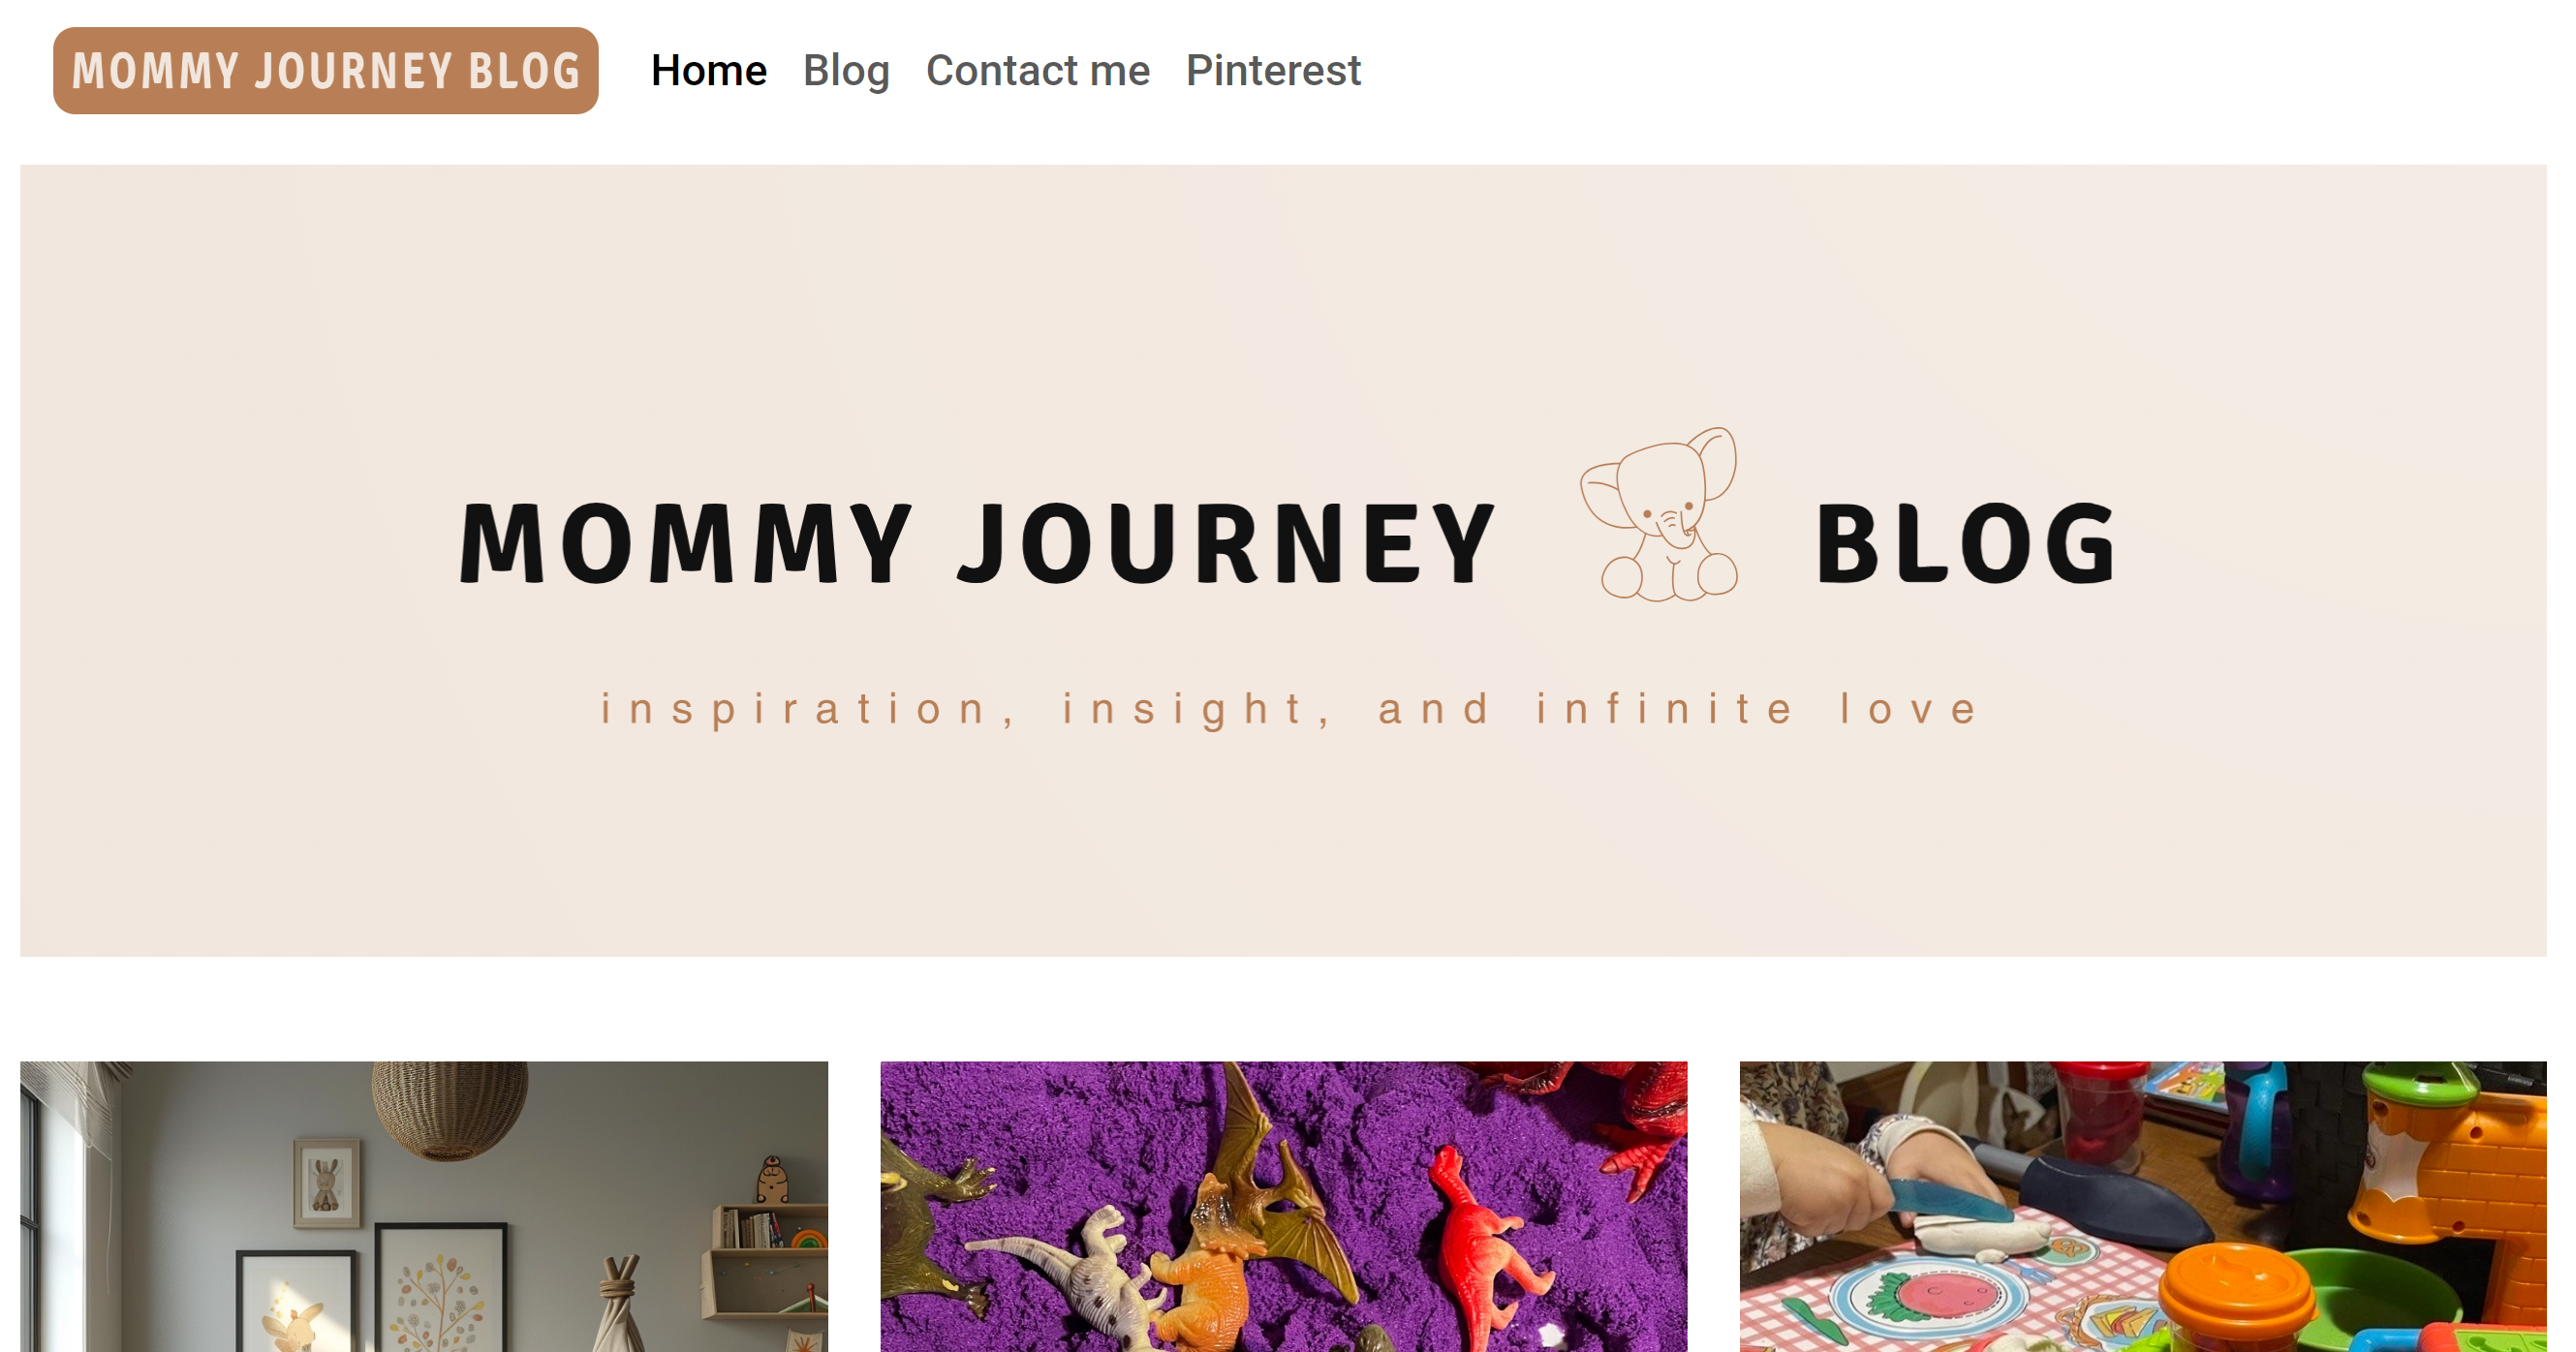 MOMMY JOURNEY BLOG
Home Blog Contact me Pinterest
MOMMY JOURNEY BLOG
inspiration, insight, and infinite love